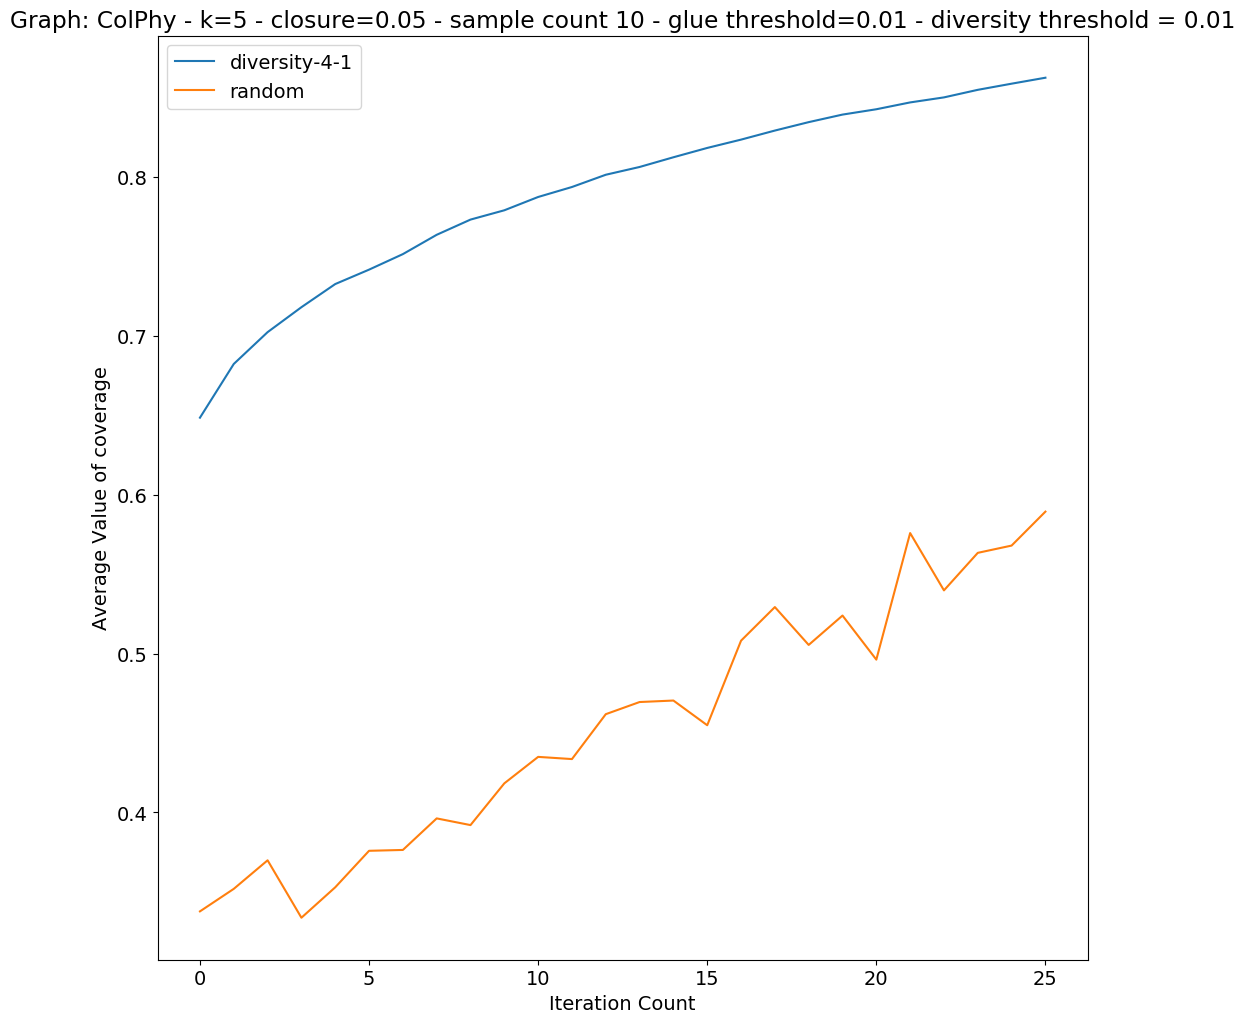 Graph: ColPhy - k=5 - closure=0.05 - sample count 10 - glue threshold=0.01 - diversity threshold = 0.01
diversity-4-1
random
0.8
0.7
0.6
0.5
0.4
Average Value of coverage
0 5 10 15 20 25
Iteration Count